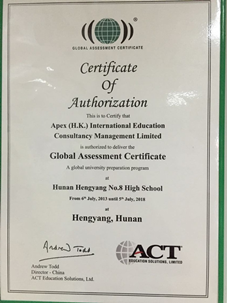 GLOBAL ASSESSMENT CERTIFICATE
Certificate
Of
Authorization
This is to Certify that
Apex (H.K.) International Education
Consultancy Management Limited
is authorized to deliver the
Global Assessment Certificate
A global university preparation program
at
Hunan Hengyang No.8 High School
From 6th July, 2013 until 5th July, 2018
at
Hengyang, Hunan
Andrew Todd
Andrew Todd
Director - China
ACT Education Solutions, Ltd.
ACT
EDUCATION SOLUTIONS, LIMITED